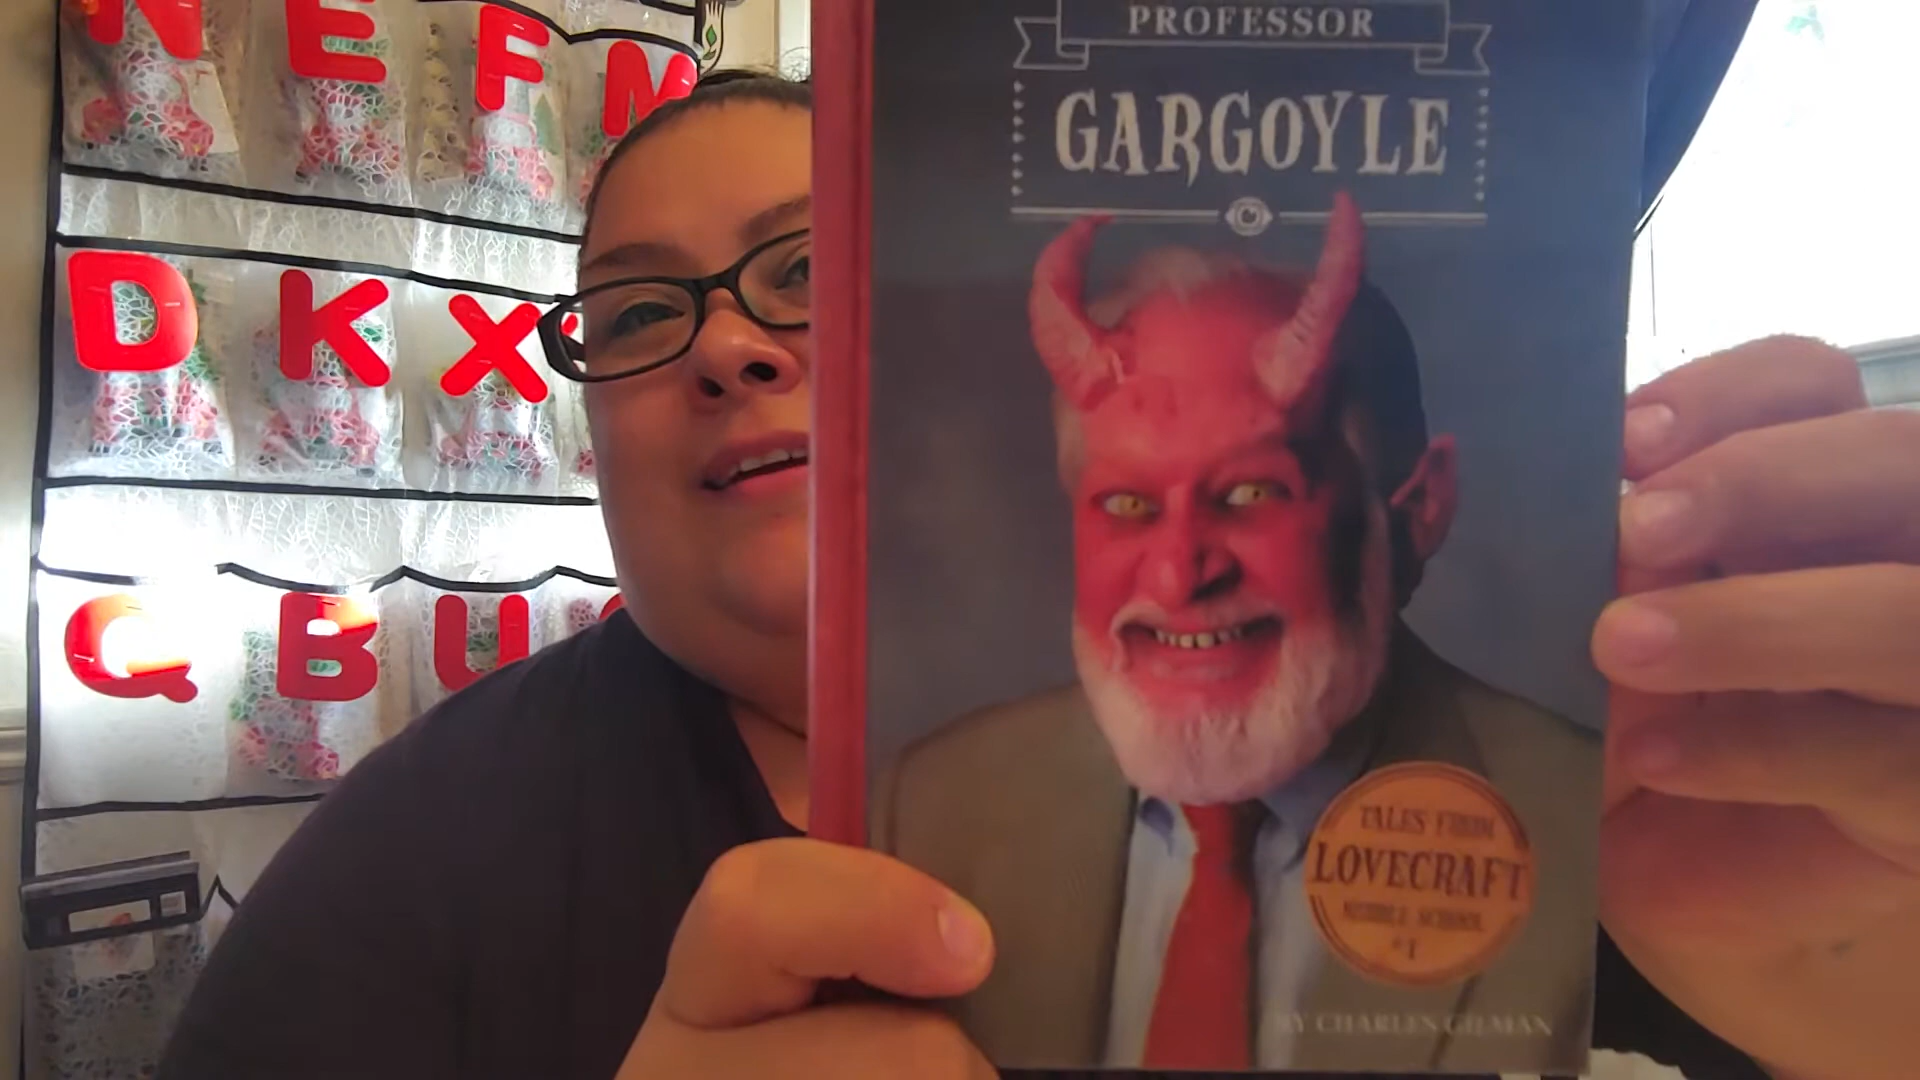 N E F M
D K X
Q B U
PROFESSOR
GARGOYLE
TALES FROM
LOVECRAFT
MIDDLE SCHOOL
#1
BY CHARLES GILMAN